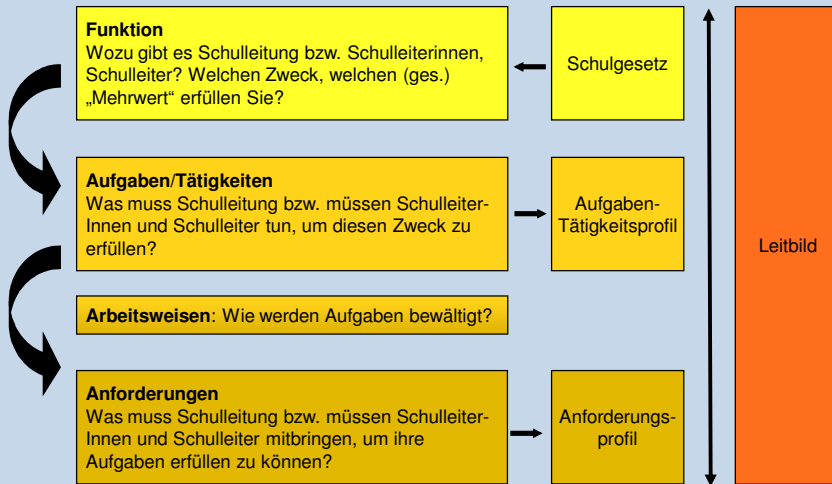 Funktion
Wozu gibt es Schulleitung bzw. Schulleiterinnen,
Schulleiter? Welchen Zweck, welchen (ges.)
„Mehrwert“ erfüllen Sie?
Schulgesetz
Aufgaben/Tätigkeiten
Was muss Schulleitung bzw. müssen Schulleiter-
Innen und Schulleiter tun, um diesen Zweck zu
erfüllen?
Aufgaben-
Tätigkeitsprofil
Leitbild
Arbeitsweisen: Wie werden Aufgaben bewältigt?
Anforderungen
Was muss Schulleitung bzw. müssen Schulleiter-
Innen und Schulleiter mitbringen, um ihre
Aufgaben erfüllen zu können?
Anforderungs-
profil